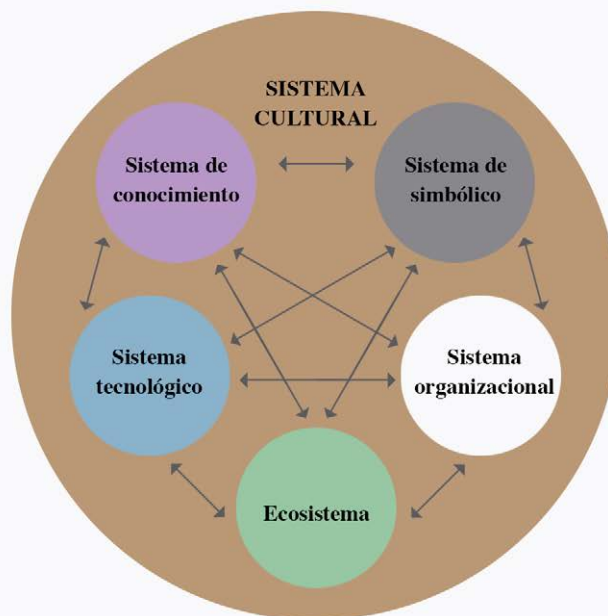 SISTEMA
CULTURAL
Sistema de
conocimiento
Sistema de
simbólico
Sistema
tecnológico
Sistema
organizacional
Ecosistema